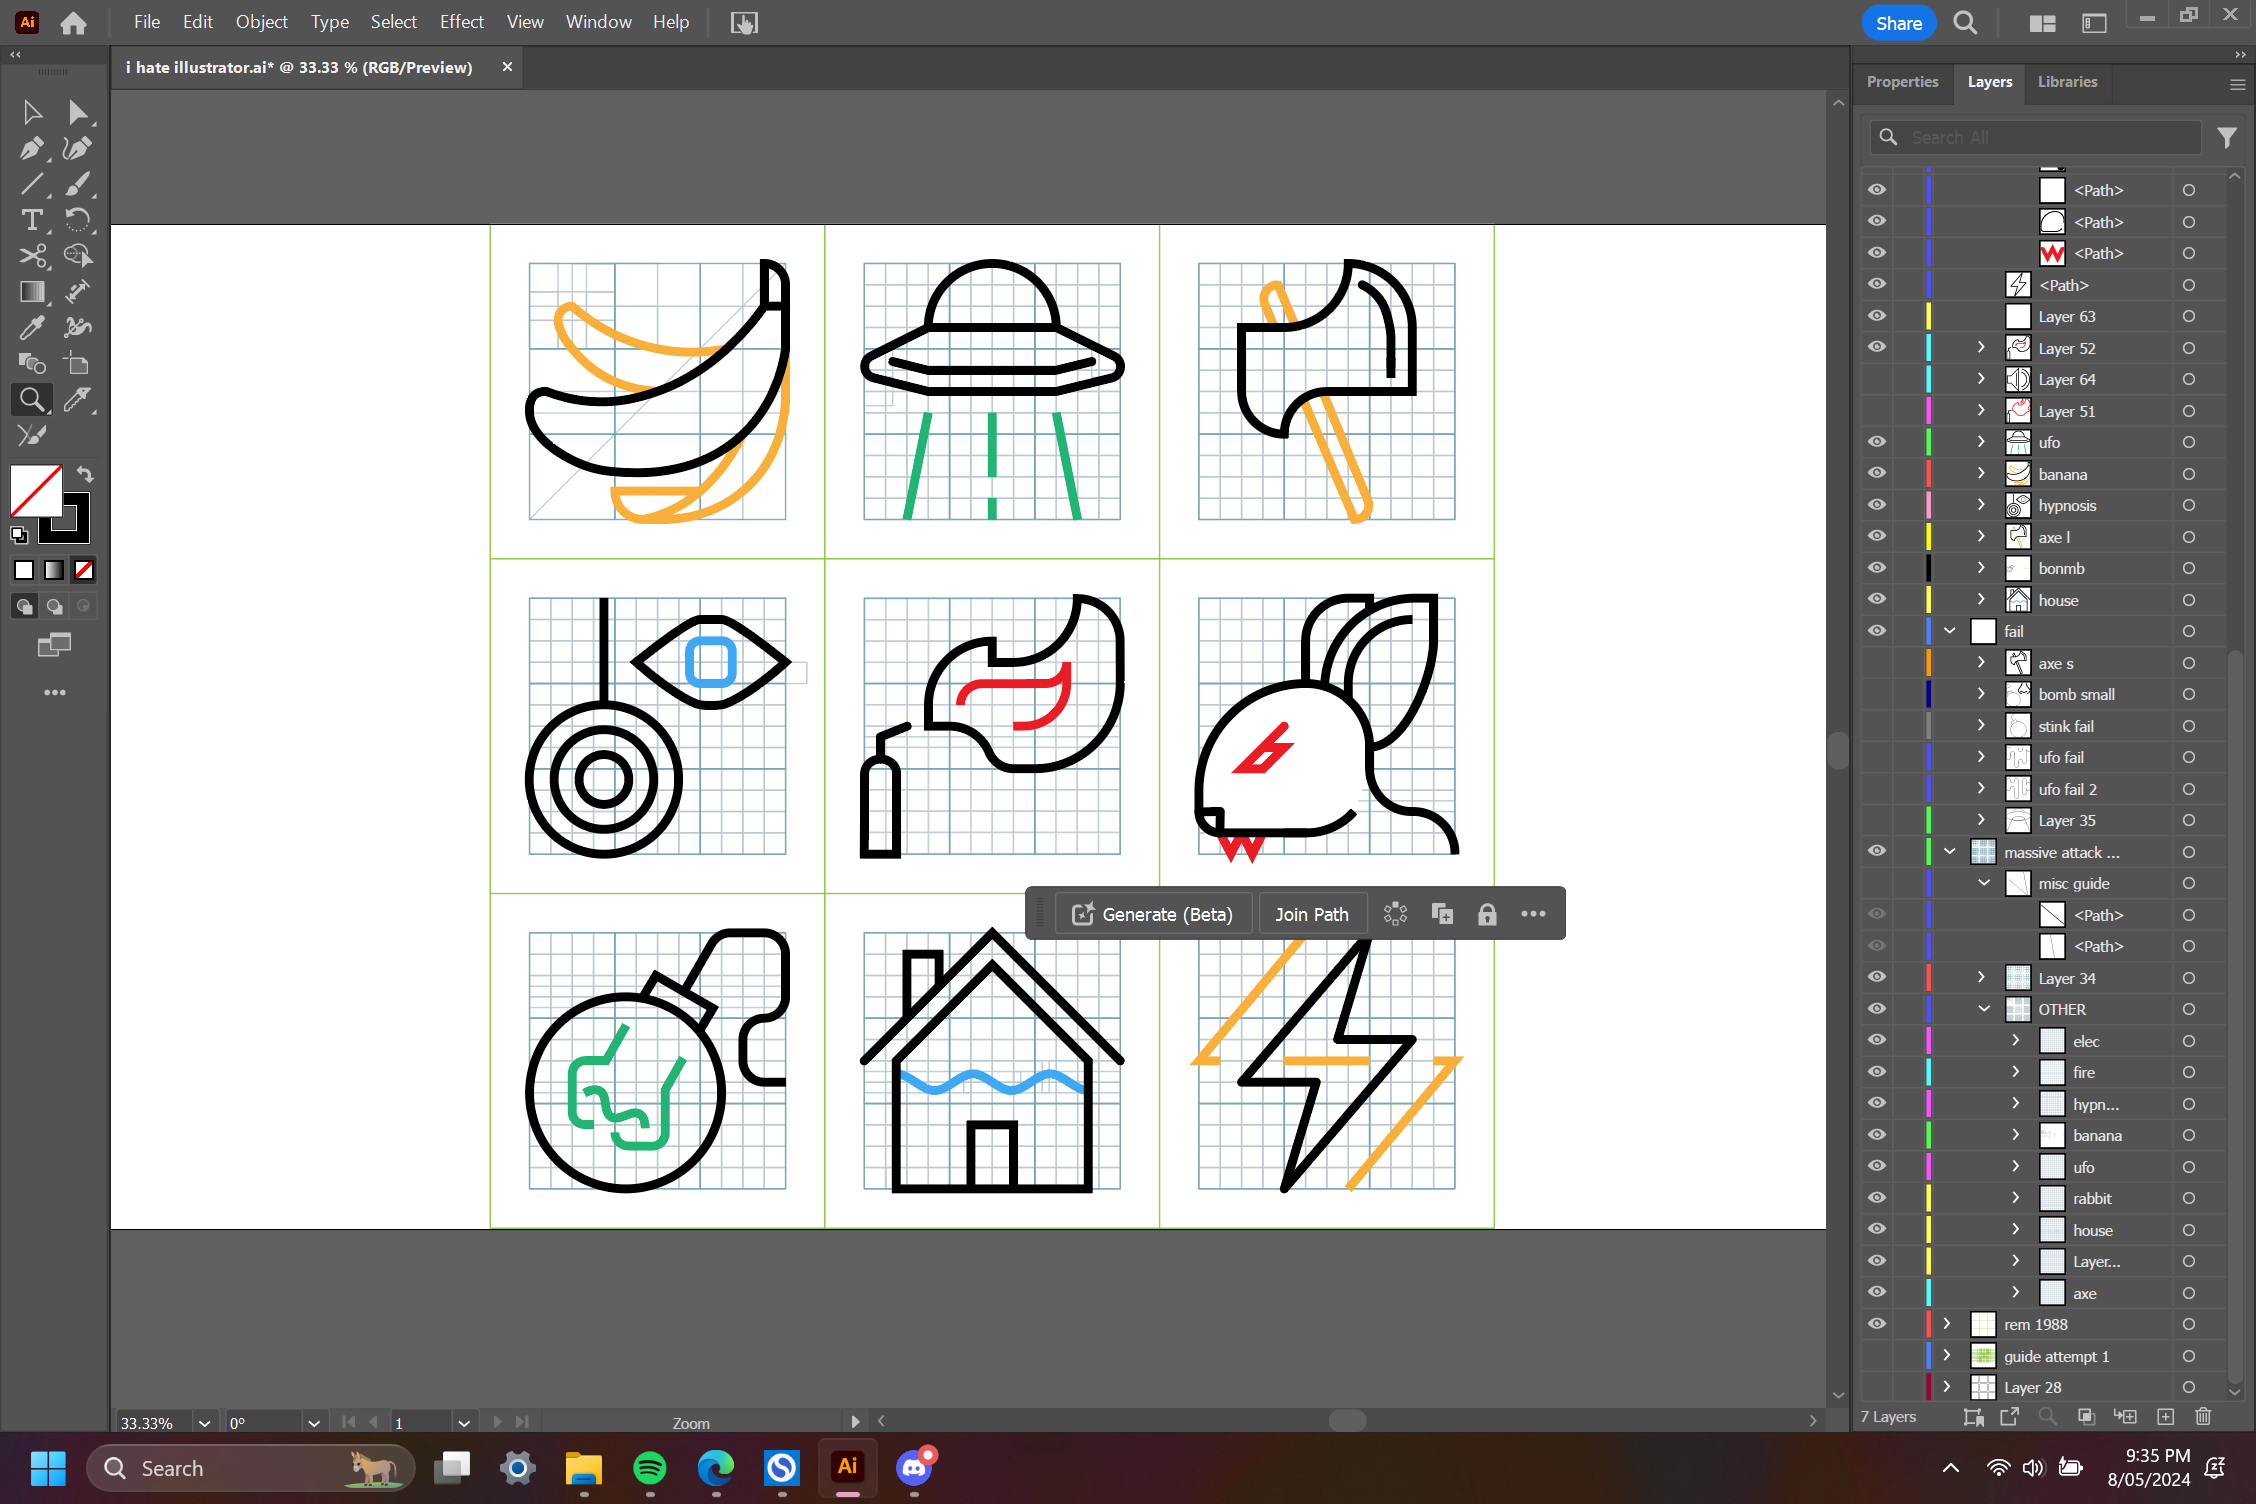 Ai File Edit Object Type Select Effect View Window Help Share
i hate illustrator.ai* @ 33.33 % (RGB/Preview)
Properties Layers Libraries
Search All
<Path>
<Path>
<Path>
<Path>
Layer 63
Layer 52
Layer 64
Layer 51
ufo
banana
hypnosis
axe l
bonmb
house
fail
axe s
bomb small
stink fail
ufo fail
ufo fail 2
Layer 35
massive attack ...
misc guide
<Path>
<Path>
Layer 34
OTHER
elec
fire
hypn...
banana
ufo
rabbit
house
Layer...
axe
rem 1988
guide attempt 1
Layer 28
7 Layers
Generate (Beta) Join Path
33.33% 0° 1 Zoom
Search
Ai
9:35 PM
8/05/2024